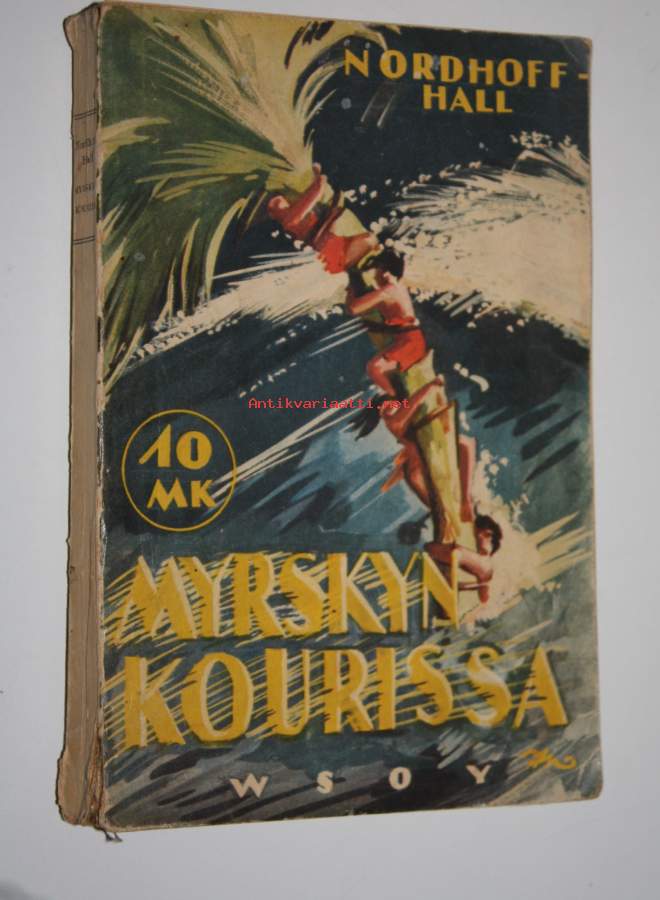 NORDHOFF-
HALL
Antikvariaatti.net
10
MK
MYRSKYN
KOURISSA
WSOY